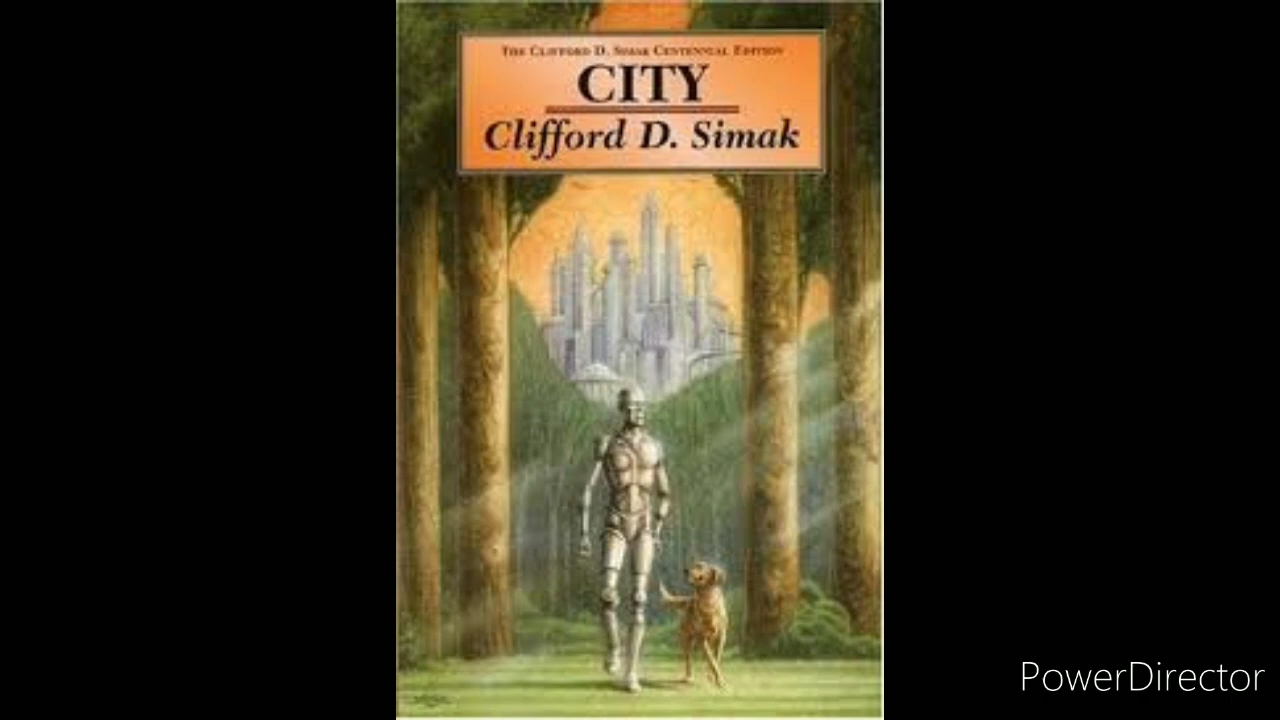 THE CLIFFORD D. SIMAK CENTENNIAL EDITION
CITY
Clifford D. Simak
PowerDirector